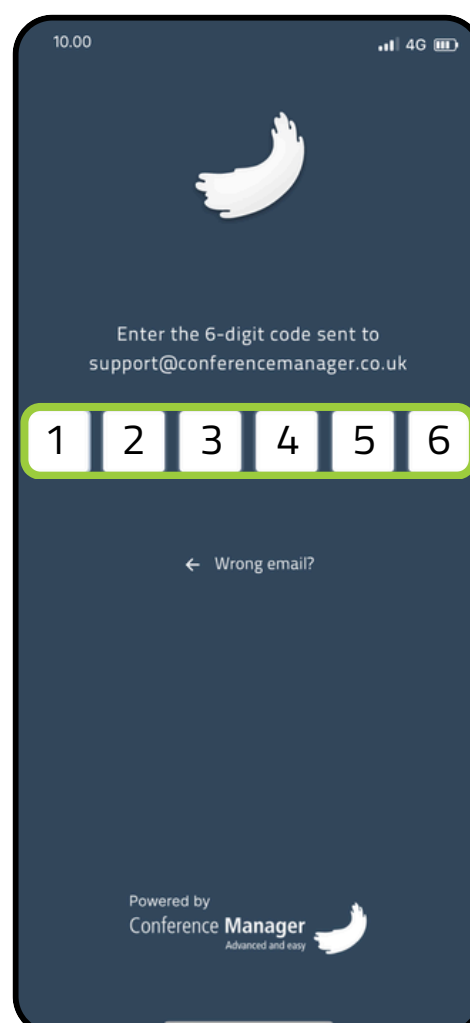 10.00 4G
Enter the 6-digit code sent to
support@conferencemanager.co.uk
1 2 3 4 5 6
← Wrong email?
Powered by
Conference Manager
Advanced and easy